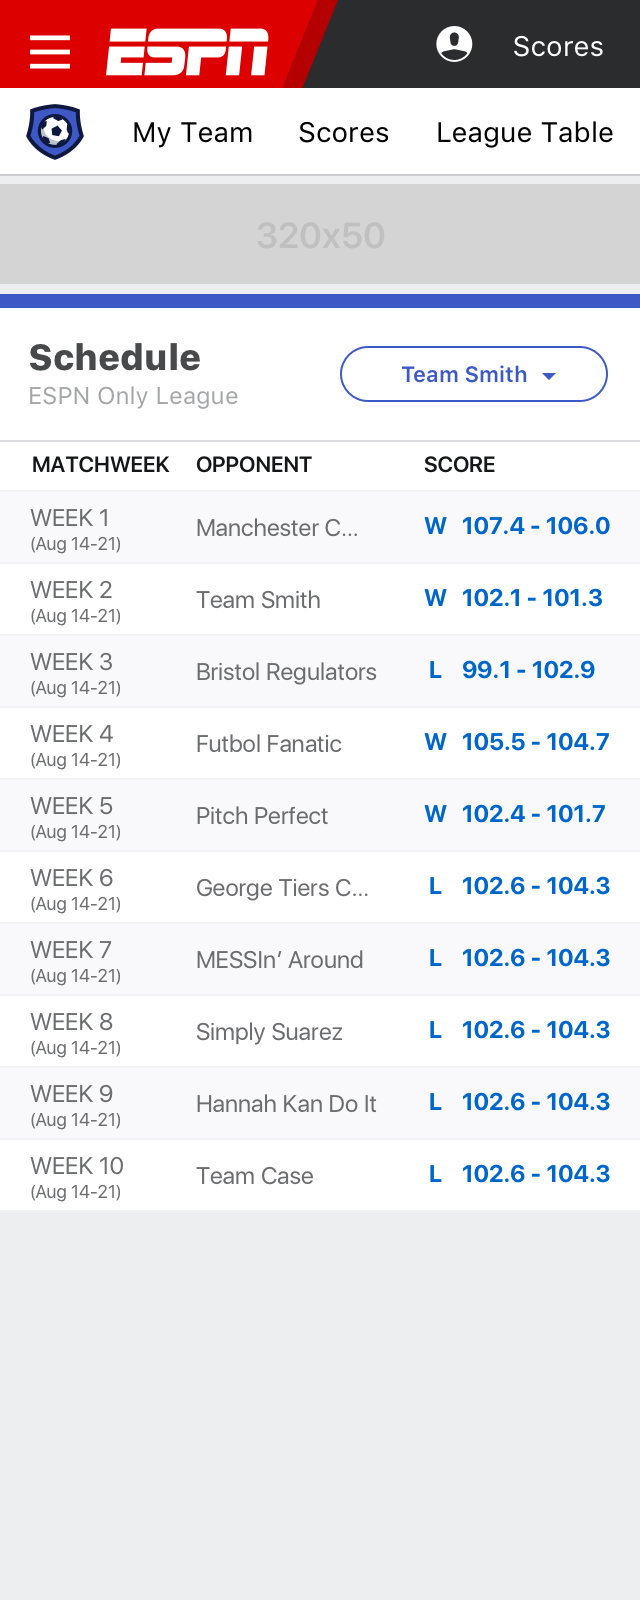 ESPN
Scores
My Team Scores League Table
320x50
Schedule
ESPN Only League
Team Smith
MATCHWEEK OPPONENT SCORE
WEEK 1
(Aug 14-21)
Manchester C... W 107.4 - 106.0
WEEK 2
(Aug 14-21)
Team Smith W 102.1 - 101.3
WEEK 3
(Aug 14-21)
Bristol Regulators L 99.1 - 102.9
WEEK 4
(Aug 14-21)
Futbol Fanatic W 105.5 - 104.7
WEEK 5
(Aug 14-21)
Pitch Perfect W 102.4 - 101.7
WEEK 6
(Aug 14-21)
George Tiers C... L 102.6 - 104.3
WEEK 7
(Aug 14-21)
MESSIn’ Around L 102.6 - 104.3
WEEK 8
(Aug 14-21)
Simply Suarez L 102.6 - 104.3
WEEK 9
(Aug 14-21)
Hannah Kan Do It L 102.6 - 104.3
WEEK 10
(Aug 14-21)
Team Case L 102.6 - 104.3